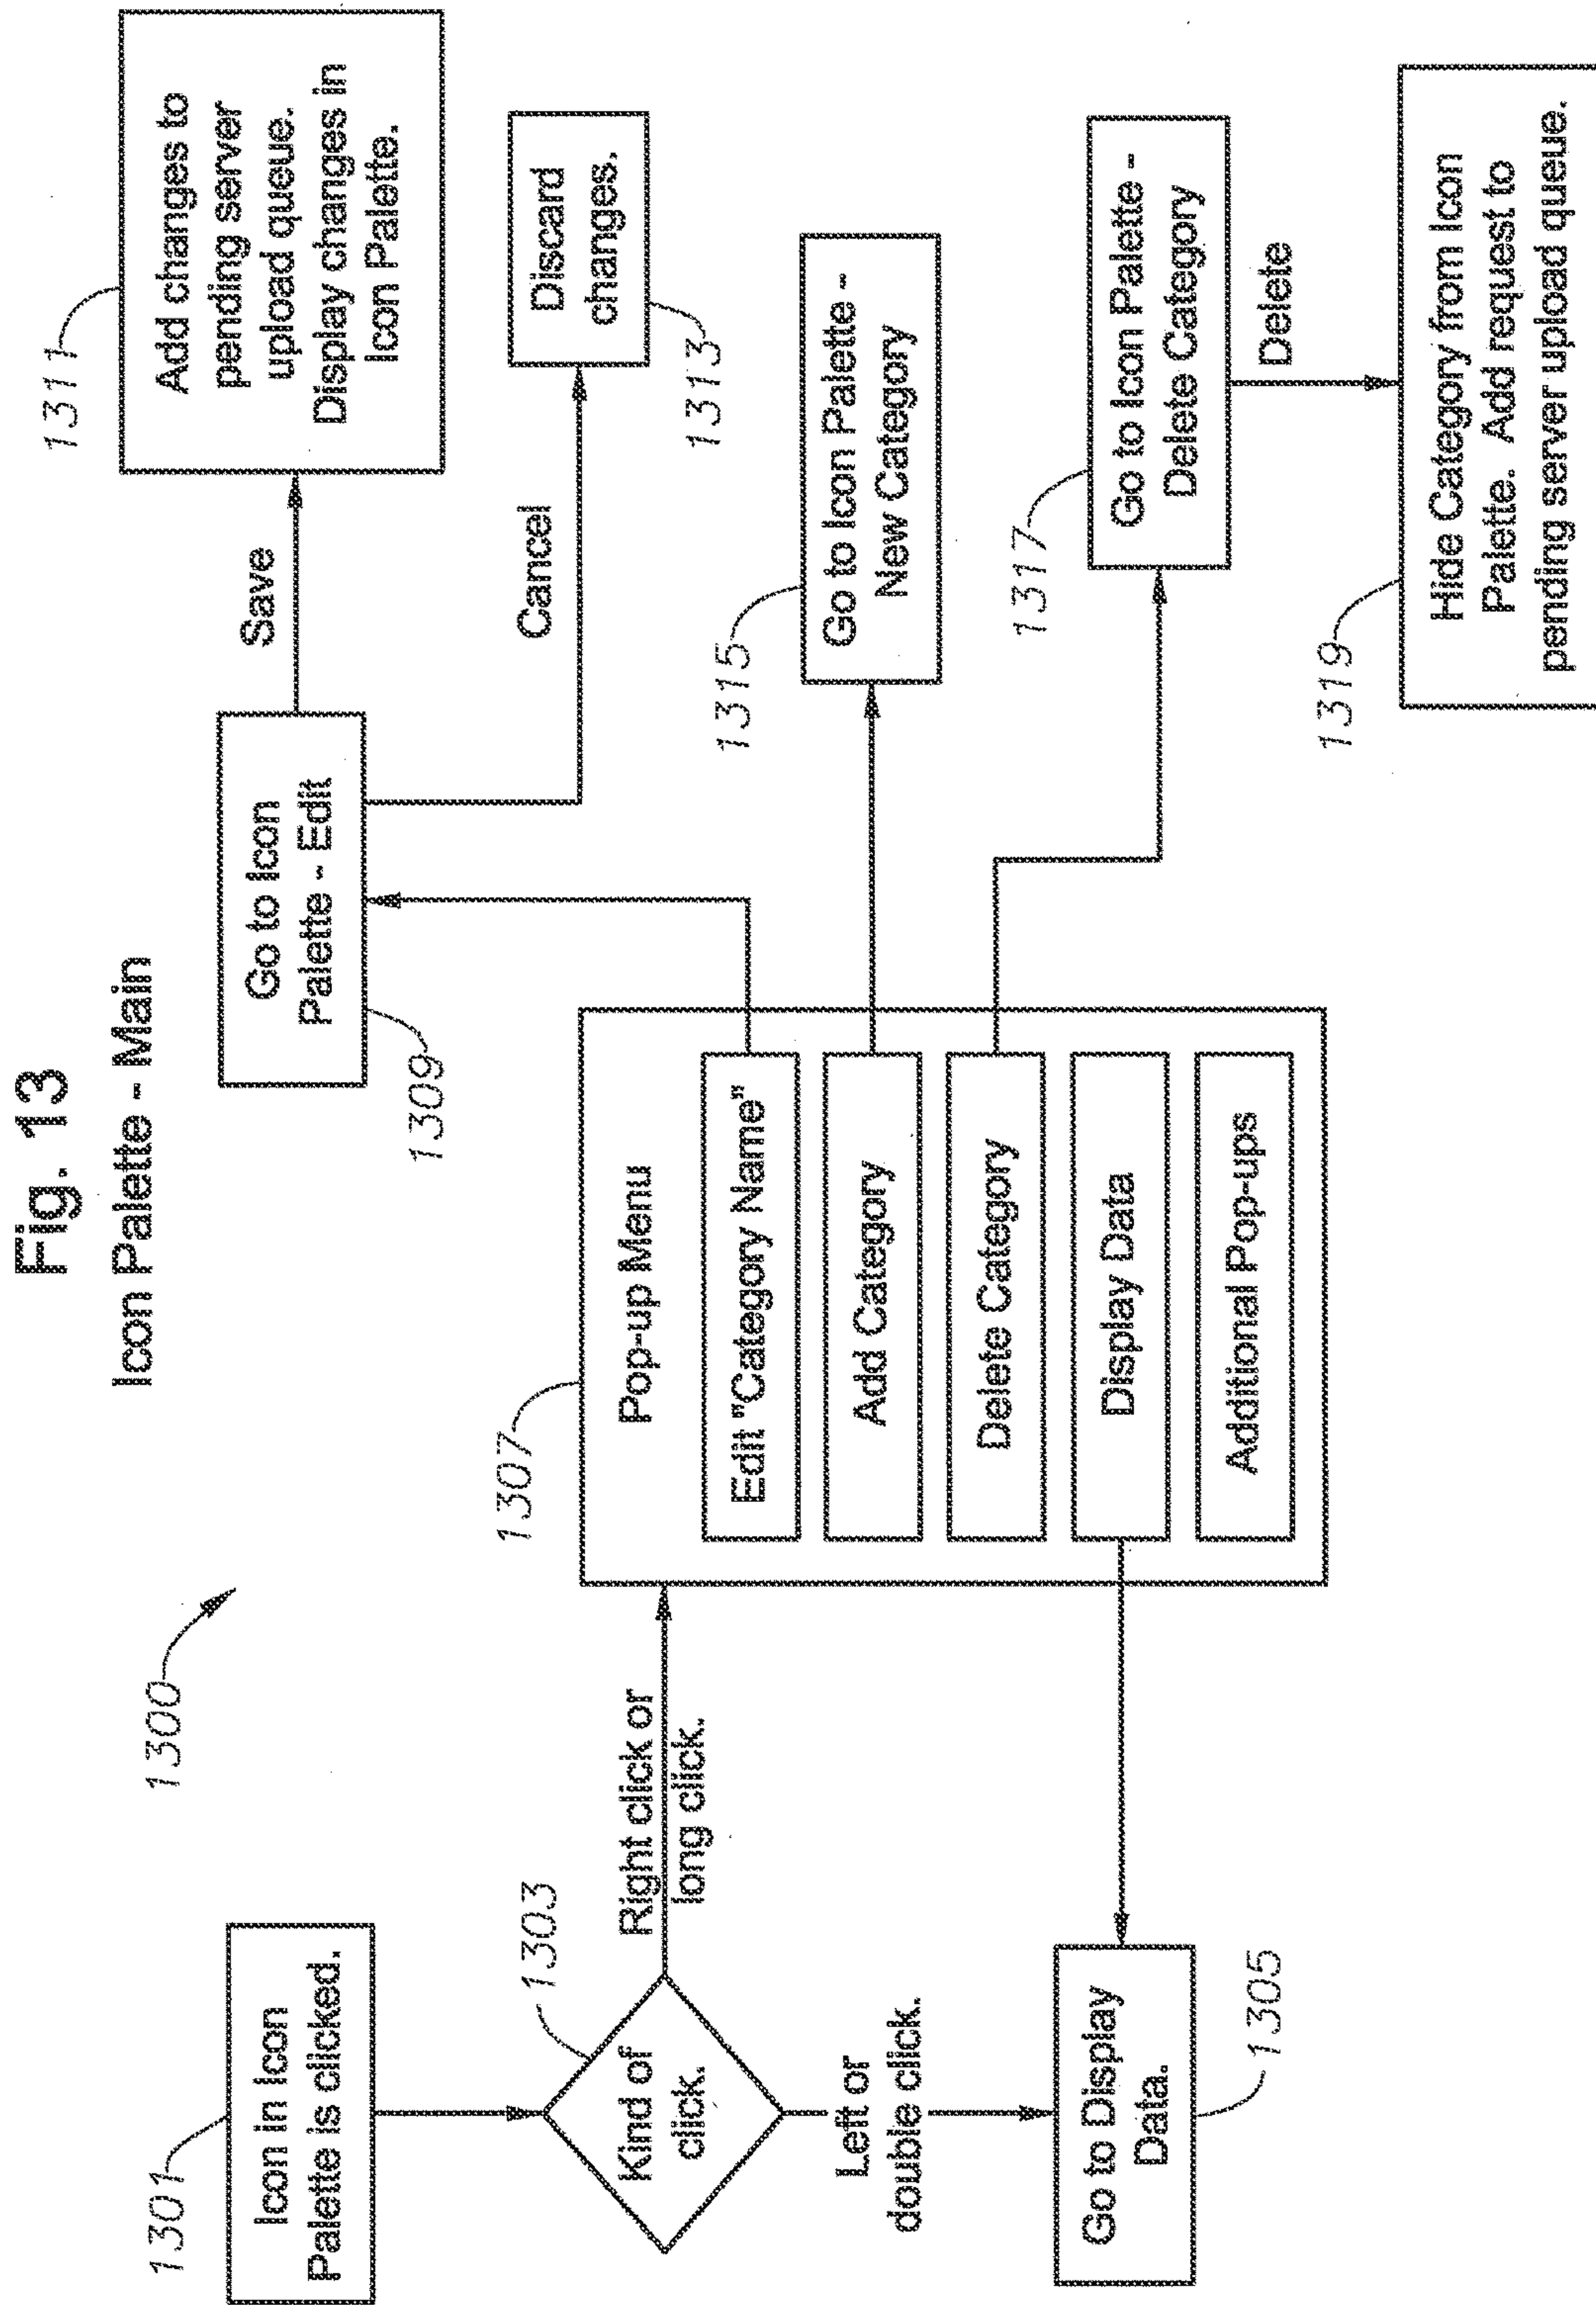 Fig. 13
Icon Palette - Main
1300
1301
Icon in Icon
Palette is clicked.
1303
Kind of
click.
Right click or
long click.
Left or
double click.
Go to Display
Data.
1305
1307
Pop-up Menu
Edit "Category Name"
Add Category
Delete Category
Display Data
Additional Pop-ups
Go to Icon
Palette - Edit
1309
Save
1311
Add changes to
pending server
upload queue.
Display changes in
Icon Palette.
Cancel
Discard
changes.
1313
1315
Go to Icon Palette -
New Category
1317
Go to Icon Palette -
Delete Category
Delete
1319
Hide Category from Icon
Palette. Add request to
pending server upload queue.